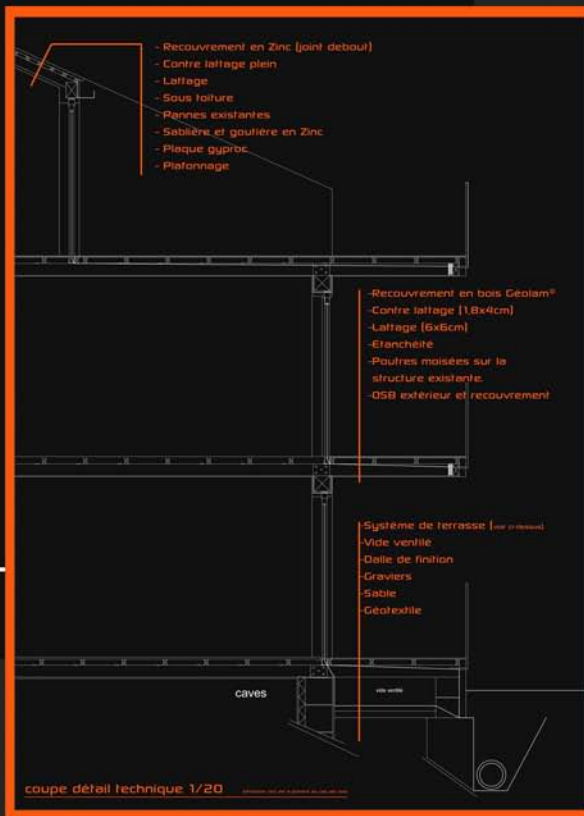 - Recouvrement en Zinc (joint debout)
- Contre lattage plein
- Lattage
- Sous toiture
- Pannes existantes
- Sablière et goutière en Zinc
- Plaque gyproc
- Plafonnage
-Recouvrement en bois Géolam®
-Contre lattage (1,8x4cm)
-Lattage (6x6cm)
-Etanchéité
-Poutres moisées sur la
structure existante.
-OSB extérieur et recouvrement
-Système de terrasse (voir ci-dessus)
-Vide ventilé
-Dalle de finition
-Graviers
-Sable
-Géotextile
caves
vide ventilé
coupe détail technique 1/20